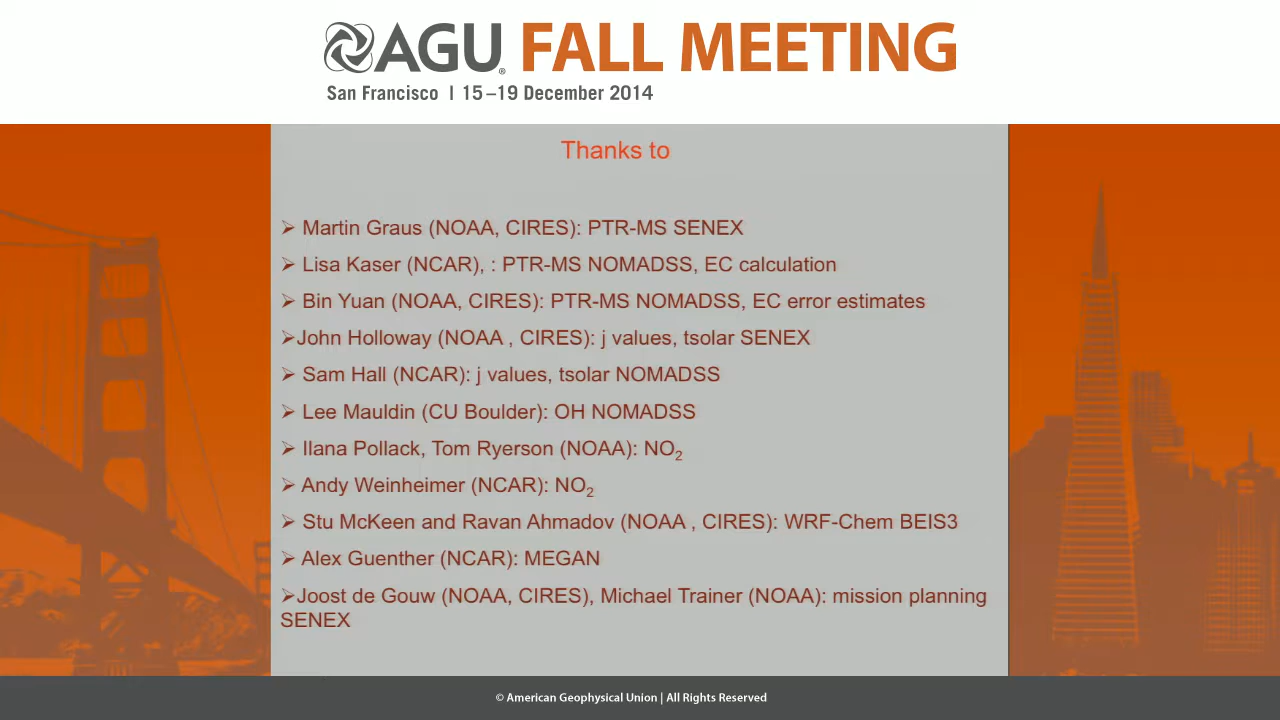 AGU® FALL MEETING
San Francisco | 15–19 December 2014
Thanks to
➢ Martin Graus (NOAA, CIRES): PTR-MS SENEX
➢ Lisa Kaser (NCAR), : PTR-MS NOMADSS, EC calculation
➢ Bin Yuan (NOAA, CIRES): PTR-MS NOMADSS, EC error estimates
➢John Holloway (NOAA , CIRES): j values, tsolar SENEX
➢ Sam Hall (NCAR): j values, tsolar NOMADSS
➢ Lee Mauldin (CU Boulder): OH NOMADSS
➢ Ilana Pollack, Tom Ryerson (NOAA): NO₂
➢ Andy Weinheimer (NCAR): NO₂
➢ Stu McKeen and Ravan Ahmadov (NOAA , CIRES): WRF-Chem BEIS3
➢ Alex Guenther (NCAR): MEGAN
➢Joost de Gouw (NOAA, CIRES), Michael Trainer (NOAA): mission planning
SENEX
© American Geophysical Union | All Rights Reserved